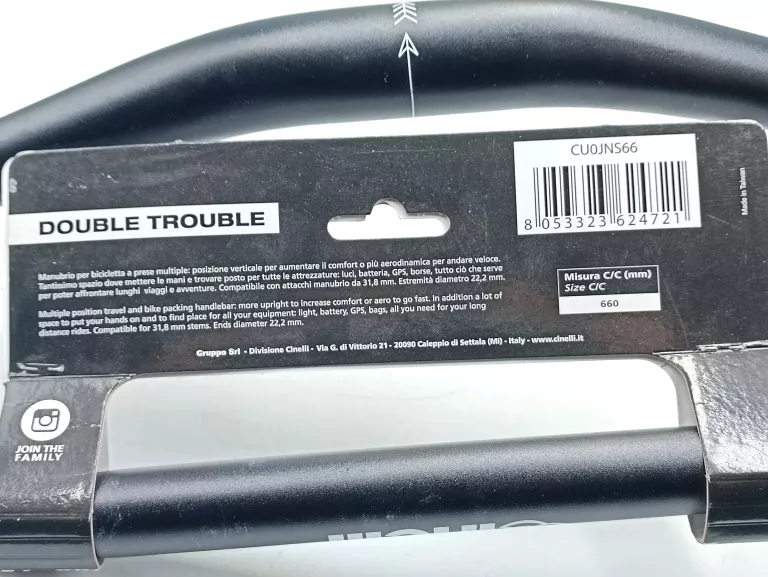 CU0JNS66
8 053323 624721
Made in Taiwan
DOUBLE TROUBLE
Manubrio per bicicletta a prese multiple: posizione verticale per aumentare il comfort o più aerodinamica per andare veloce.
Tantissimo spazio dove mettere le mani e trovare posto per tutte le attrezzature: luci, batteria, GPS, borse, tutto ciò che serve
per poter affrontare lunghi viaggi e avventure. Compatibile con attacchi manubrio da 31,8 mm. Estremità diametro 22,2 mm.
Multiple position travel and bike packing handlebar: more upright to increase comfort or aero to go fast. In addition a lot of
space to put your hands on and to find place for all your equipment: light, battery, GPS, bags, all you need for your long
distance rides. Compatible for 31,8 mm stems. Ends diameter 22,2 mm.
Misura C/C (mm)
Size C/C
660
Gruppo Srl - Divisione Cinelli - Via G. di Vittorio 21 - 20090 Caleppio di Settala (MI) - Italy - www.cinelli.it
JOIN THE
FAMILY